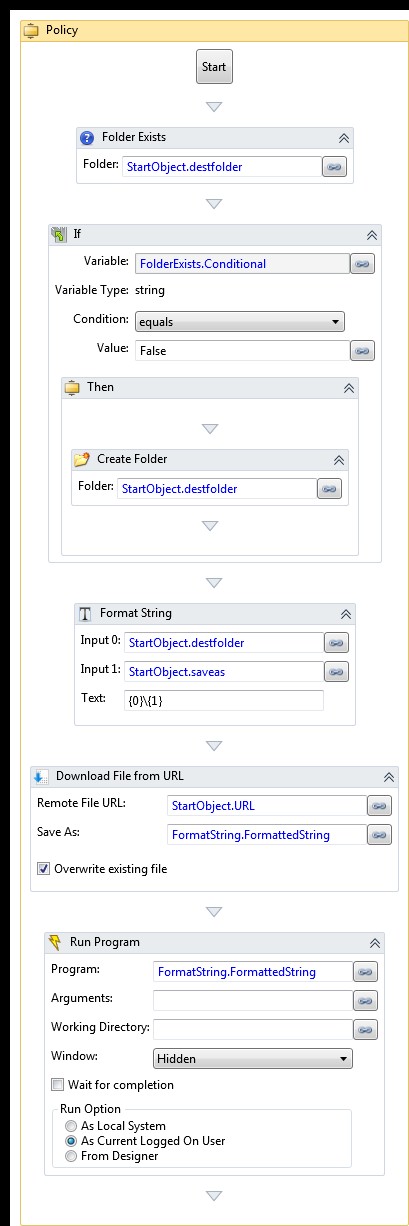 Policy
Start
Folder Exists
Folder: StartObject.destfolder
If
Variable: FolderExists.Conditional
Variable Type: string
Condition: equals
Value: False
Then
Create Folder
Folder: StartObject.destfolder
Format String
Input 0: StartObject.destfolder
Input 1: StartObject.saveas
Text: {0}\{1}
Download File from URL
Remote File URL: StartObject.URL
Save As: FormatString.FormattedString
Overwrite existing file
Run Program
Program: FormatString.FormattedString
Arguments:
Working Directory:
Window: Hidden
Wait for completion
Run Option
As Local System
As Current Logged On User
From Designer